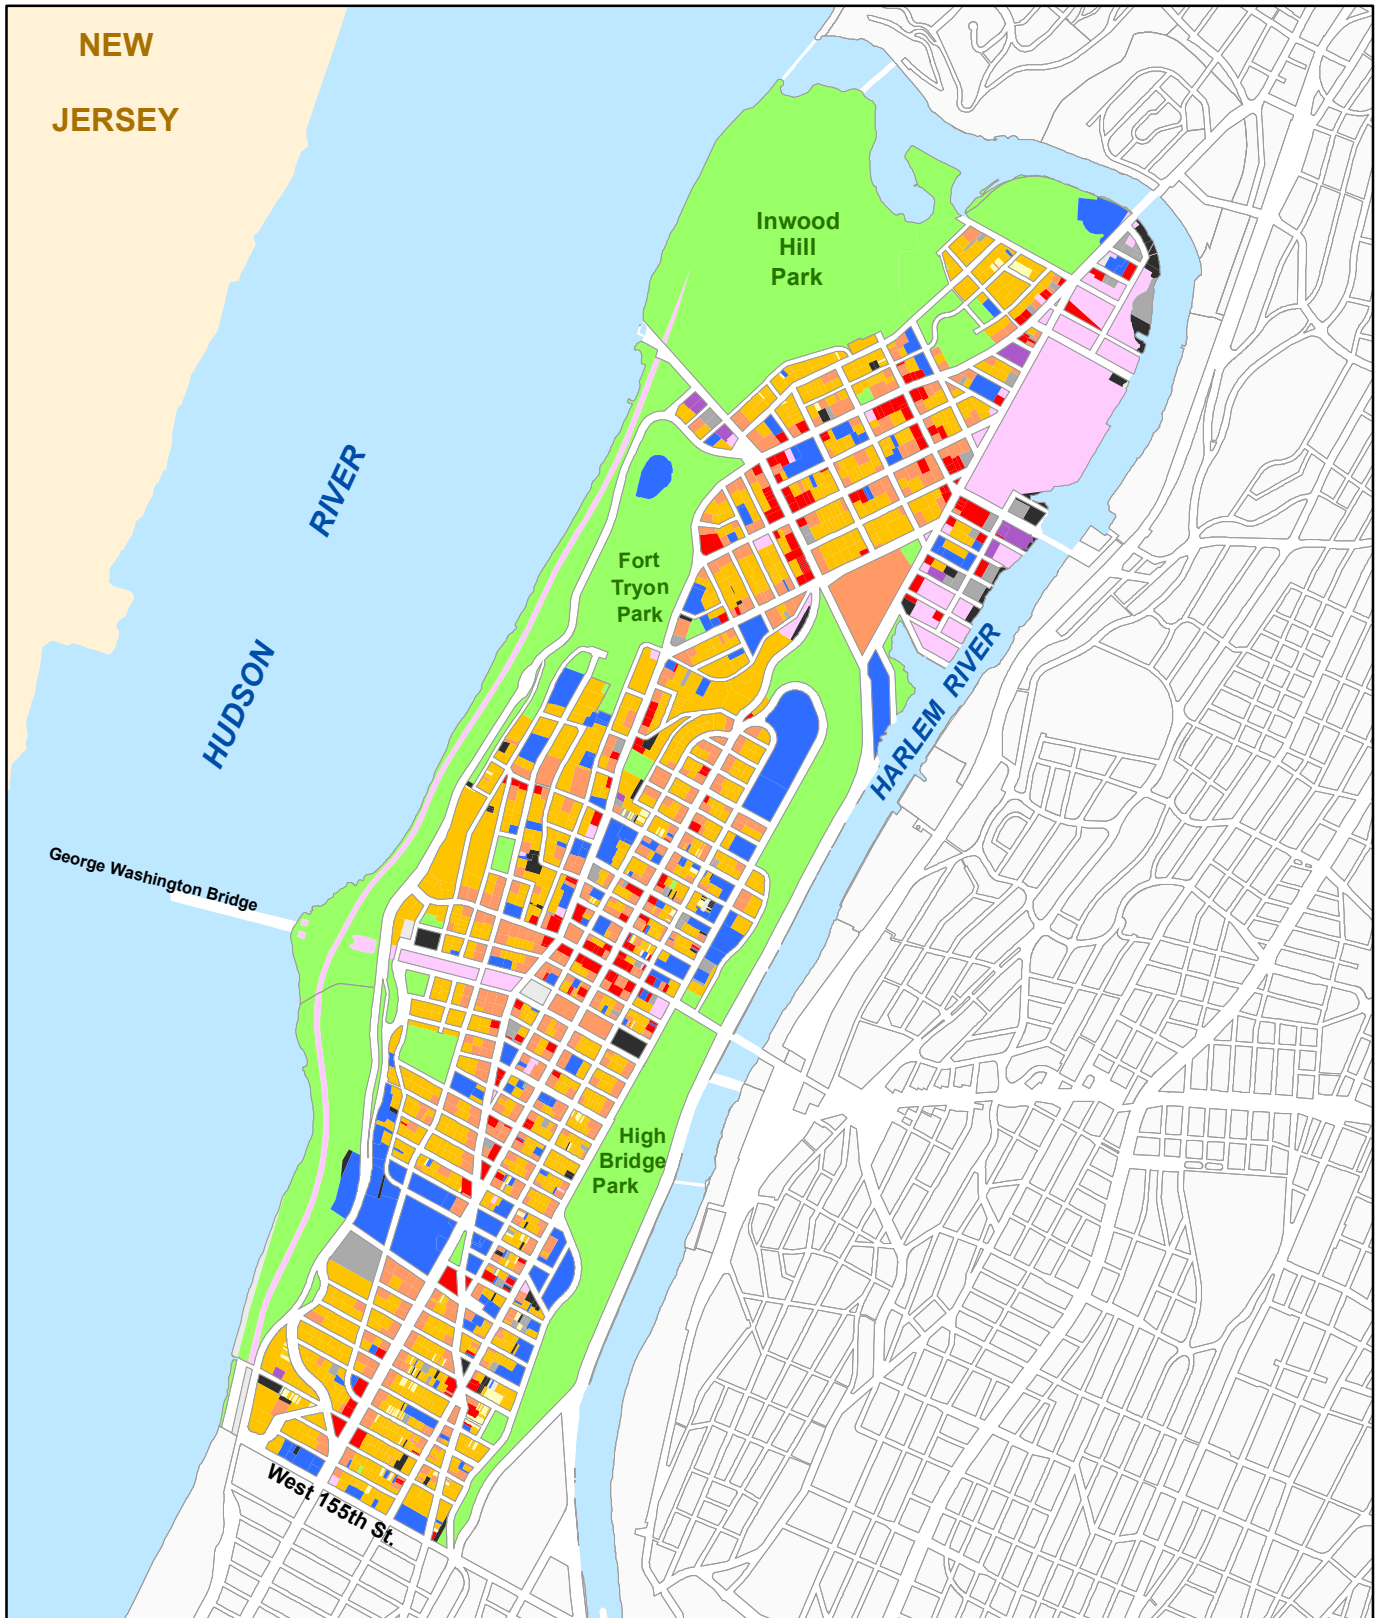 NEW
JERSEY
Inwood
Hill
Park
HUDSON RIVER
Fort
Tryon
Park
HARLEM RIVER
George Washington Bridge
High
Bridge
Park
West 155th St.